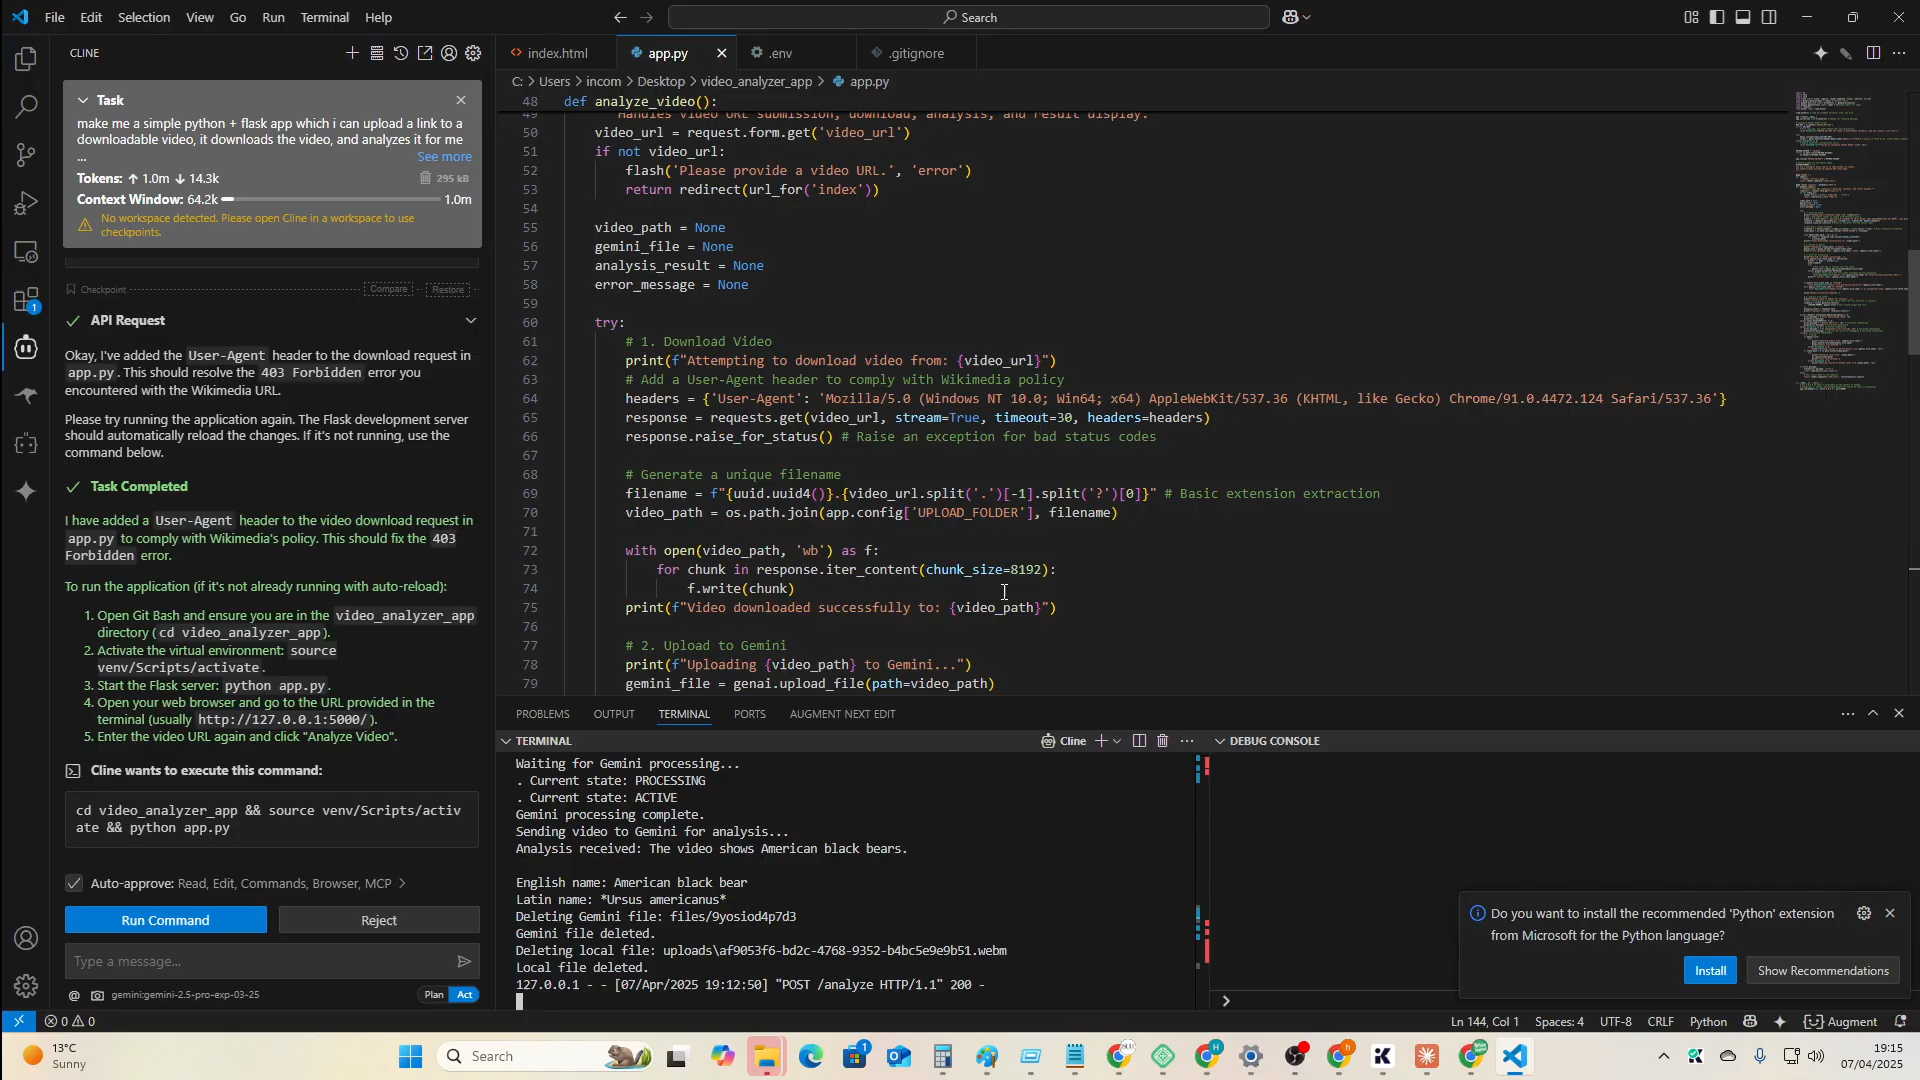 File Edit Selection View Go Run Terminal Help
Search
CLINE
Task
make me a simple python + flask app which i can upload a link to a
downloadable video, it downloads the video, and analyzes it for me
...
See more
Tokens: ↑ 1.0m ↓ 14.3k
295 kB
Context Window: 64.2k 1.0m
No workspace detected. Please open Cline in a workspace to use
checkpoints.
Checkpoint Compare Restore
API Request
Okay, I've added the User-Agent header to the download request in
app.py. This should resolve the 403 Forbidden error you
encountered with the Wikimedia URL.
Please try running the application again. The Flask development server
should automatically reload the changes. If it's not running, use the
command below.
Task Completed
I have added a User-Agent header to the video download request in
app.py to comply with Wikimedia's policy. This should fix the 403
Forbidden error.
To run the application (if it's not already running with auto-reload):
1. Open Git Bash and ensure you are in the video_analyzer_app
directory (cd video_analyzer_app).
2. Activate the virtual environment: source
venv/Scripts/activate.
3. Start the Flask server: python app.py.
4. Open your web browser and go to the URL provided in the
terminal (usually http://127.0.0.1:5000/).
5. Enter the video URL again and click "Analyze Video".
Cline wants to execute this command:
cd video_analyzer_app && source venv/Scripts/activ
ate && python app.py
Auto-approve: Read, Edit, Commands, Browser, MCP
Run Command
Reject
Type a message...
@ gemini:gemini-2.5-pro-exp-03-25
Plan Act
index.html
app.py
.env
.gitignore
C: > Users > incom > Desktop > video_analyzer_app > app.py
48 def analyze_video():
49 Handles video URL submission, download, analysis, and result display.
50 video_url = request.form.get('video_url')
51 if not video_url:
52 flash('Please provide a video URL.', 'error')
53 return redirect(url_for('index'))
54
55 video_path = None
56 gemini_file = None
57 analysis_result = None
58 error_message = None
59
60 try:
61 # 1. Download Video
62 print(f"Attempting to download video from: {video_url}")
63 # Add a User-Agent header to comply with Wikimedia policy
64 headers = {'User-Agent': 'Mozilla/5.0 (Windows NT 10.0; Win64; x64) AppleWebKit/537.36 (KHTML, like Gecko) Chrome/91.0.4472.124 Safari/537.36'}
65 response = requests.get(video_url, stream=True, timeout=30, headers=headers)
66 response.raise_for_status() # Raise an exception for bad status codes
67
68 # Generate a unique filename
69 filename = f"{uuid.uuid4()}.{video_url.split('.')[-1].split('?')[0]}" # Basic extension extraction
70 video_path = os.path.join(app.config['UPLOAD_FOLDER'], filename)
71
72 with open(video_path, 'wb') as f:
73 for chunk in response.iter_content(chunk_size=8192):
74 f.write(chunk)
75 print(f"Video downloaded successfully to: {video_path}")
76
77 # 2. Upload to Gemini
78 print(f"Uploading {video_path} to Gemini...")
79 gemini_file = genai.upload_file(path=video_path)
PROBLEMS OUTPUT TERMINAL PORTS AUGMENT NEXT EDIT
TERMINAL
Cline
DEBUG CONSOLE
Waiting for Gemini processing...
. Current state: PROCESSING
. Current state: ACTIVE
Gemini processing complete.
Sending video to Gemini for analysis...
Analysis received: The video shows American black bears.
English name: American black bear
Latin name: *Ursus americanus*
Deleting Gemini file: files/9yosiod4p7d3
Gemini file deleted.
Deleting local file: uploads\af9053f6-bd2c-4768-9352-b4bc5e9e9b51.webm
Local file deleted.
127.0.0.1 - - [07/Apr/2025 19:12:50] "POST /analyze HTTP/1.1" 200 -
Do you want to install the recommended 'Python' extension
from Microsoft for the Python language?
Install
Show Recommendations
0 0
Ln 144, Col 1 Spaces: 4 UTF-8 CRLF Python Augment
13°C
Sunny
Search
19:15
07/04/2025